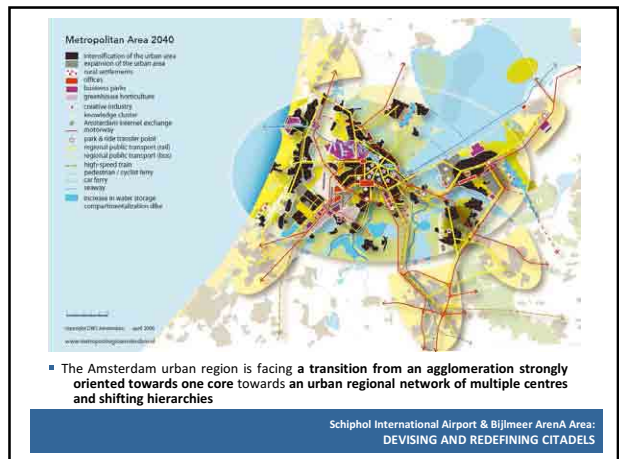 Metropolitan Area 2040
intensification of the urban area
expansion of the urban area
rural settlements
offices
business parks
greenhouse horticulture
creative industry
knowledge cluster
Amsterdam internet exchange
motorway
park & ride transfer point
regional public transport (rail)
regional public transport (bus)
high-speed train
pedestrian / cyclist ferry
car ferry
seaway
increase in water storage
compartimentalization dike
april 2008
▪ The Amsterdam urban region is facing a transition from an agglomeration strongly
oriented towards one core towards an urban regional network of multiple centres
and shifting hierarchies
Schiphol International Airport & Bijlmeer ArenA Area:
DEVISING AND REDEFINING CITADELS